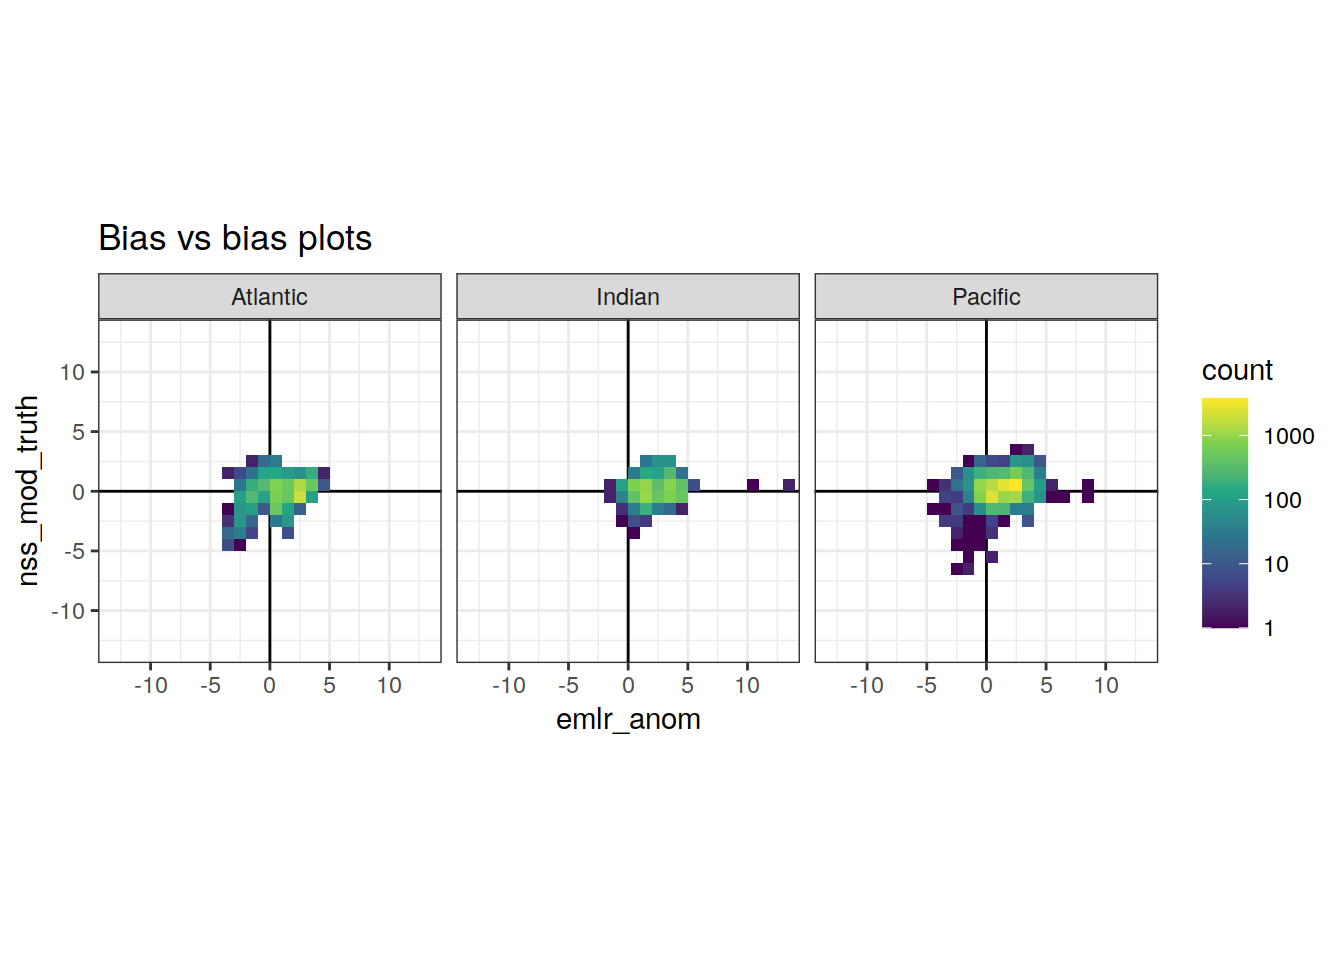 Bias vs bias plots
Atlantic Indian Pacific
nss_mod_truth
10
5
0
-5
-10
-10 -5 0 5 10 -10 -5 0 5 10 -10 -5 0 5 10
emlr_anom
count
1000
100
10
1